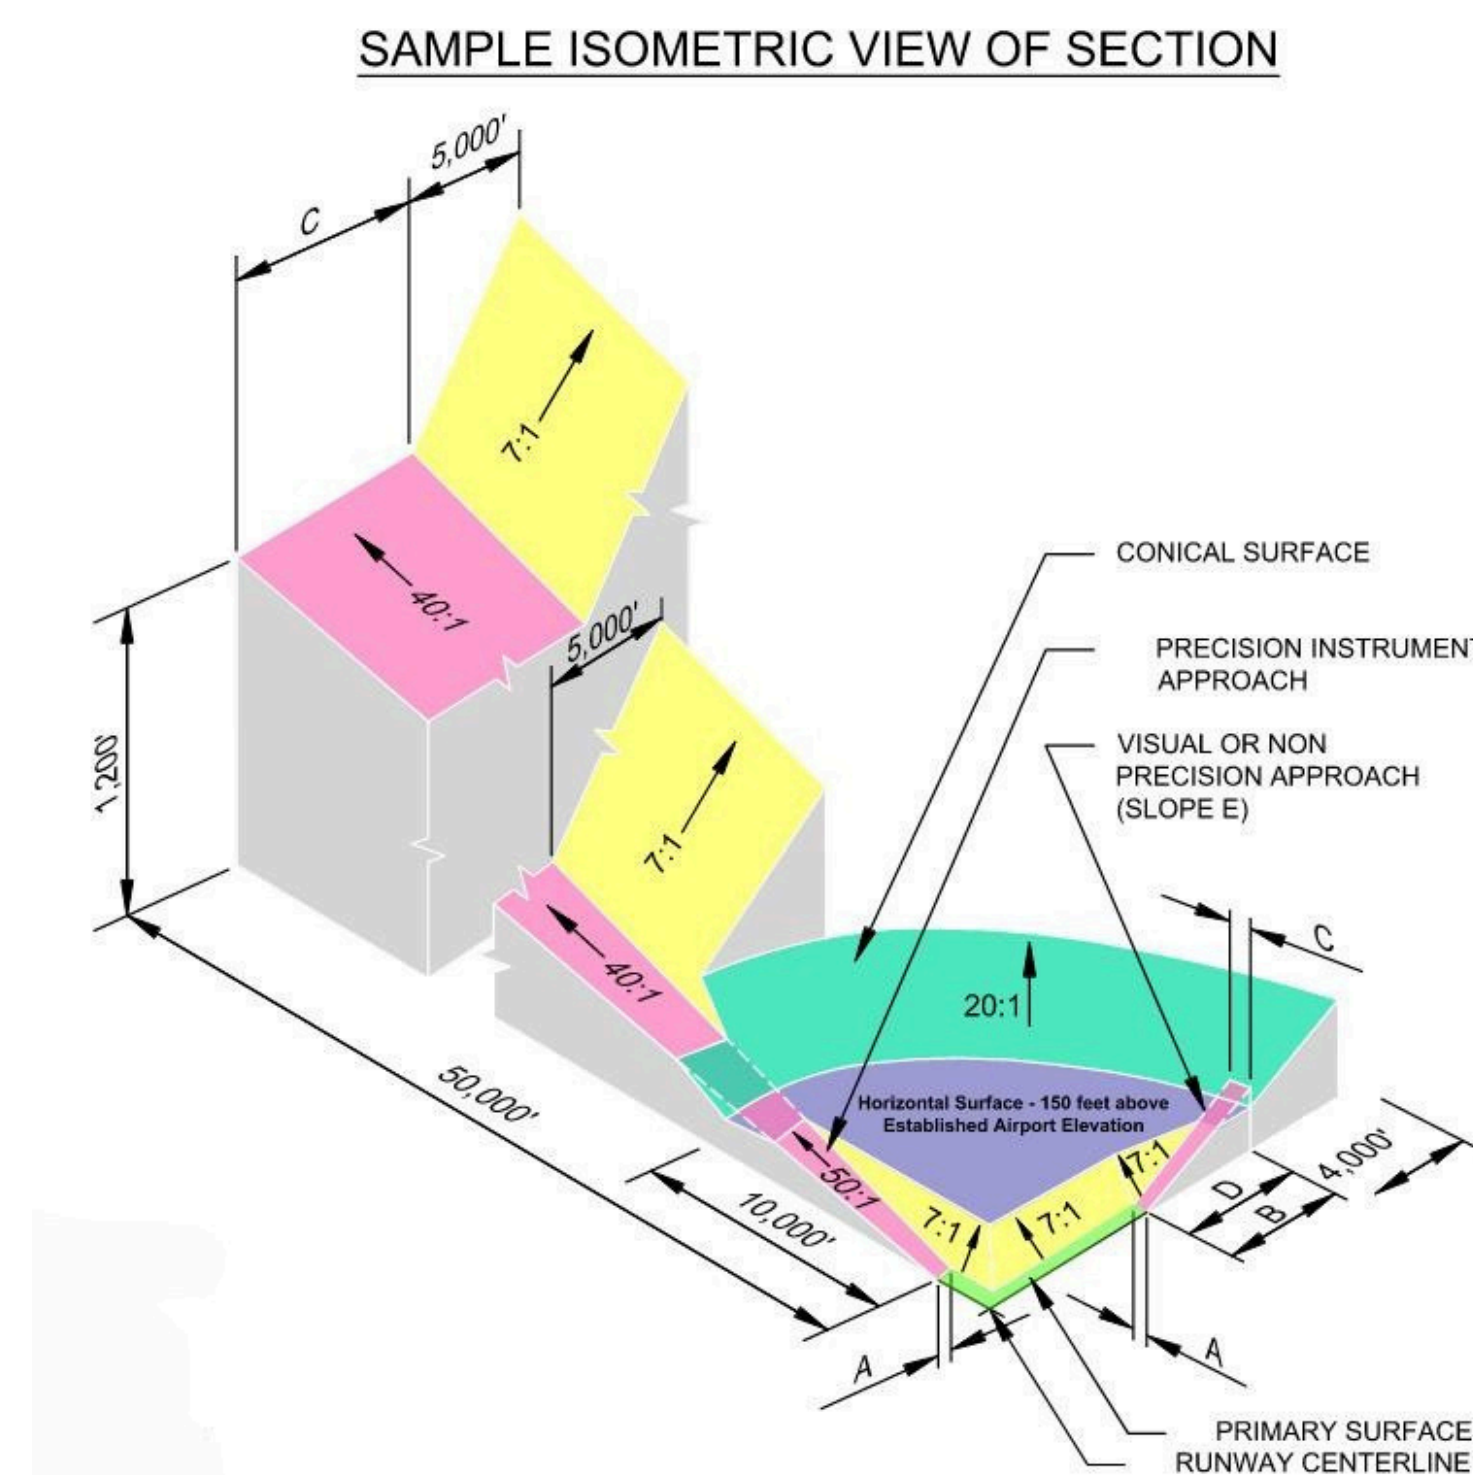 SAMPLE ISOMETRIC VIEW OF SECTION
5,000'
C
7:1
40:1
5,000'
1,200'
CONICAL SURFACE
PRECISION INSTRUMENT
APPROACH
VISUAL OR NON
PRECISION APPROACH
(SLOPE E)
7:1
40:1
20:1
C
Horizontal Surface - 150 feet above
Established Airport Elevation
50,000'
10,000'
50:1
7:1
7:1
7:1
4,000'
D
B
A
A
PRIMARY SURFACE
RUNWAY CENTERLINE